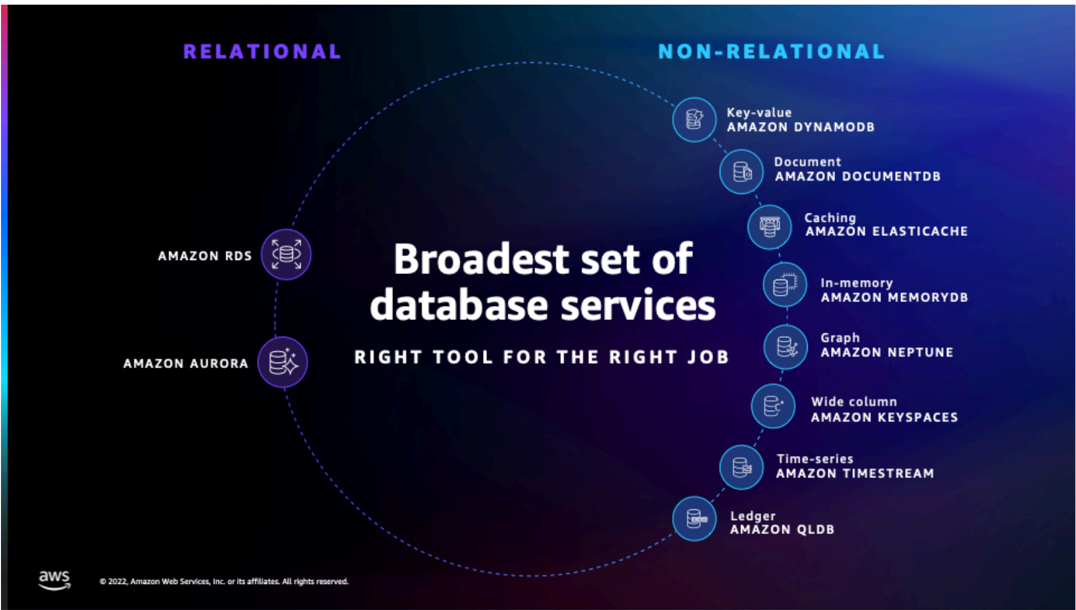 RELATIONAL
NON-RELATIONAL
Key-value
AMAZON DYNAMODB
Document
AMAZON DOCUMENTDB
Caching
AMAZON ELASTICACHE
AMAZON RDS
Broadest set of
database services
RIGHT TOOL FOR THE RIGHT JOB
In-memory
AMAZON MEMORYDB
Graph
AMAZON NEPTUNE
AMAZON AURORA
Wide column
AMAZON KEYSPACES
Time-series
AMAZON TIMESTREAM
Ledger
AMAZON QLDB
aws
© 2022, Amazon Web Services, Inc. or its affiliates. All rights reserved.